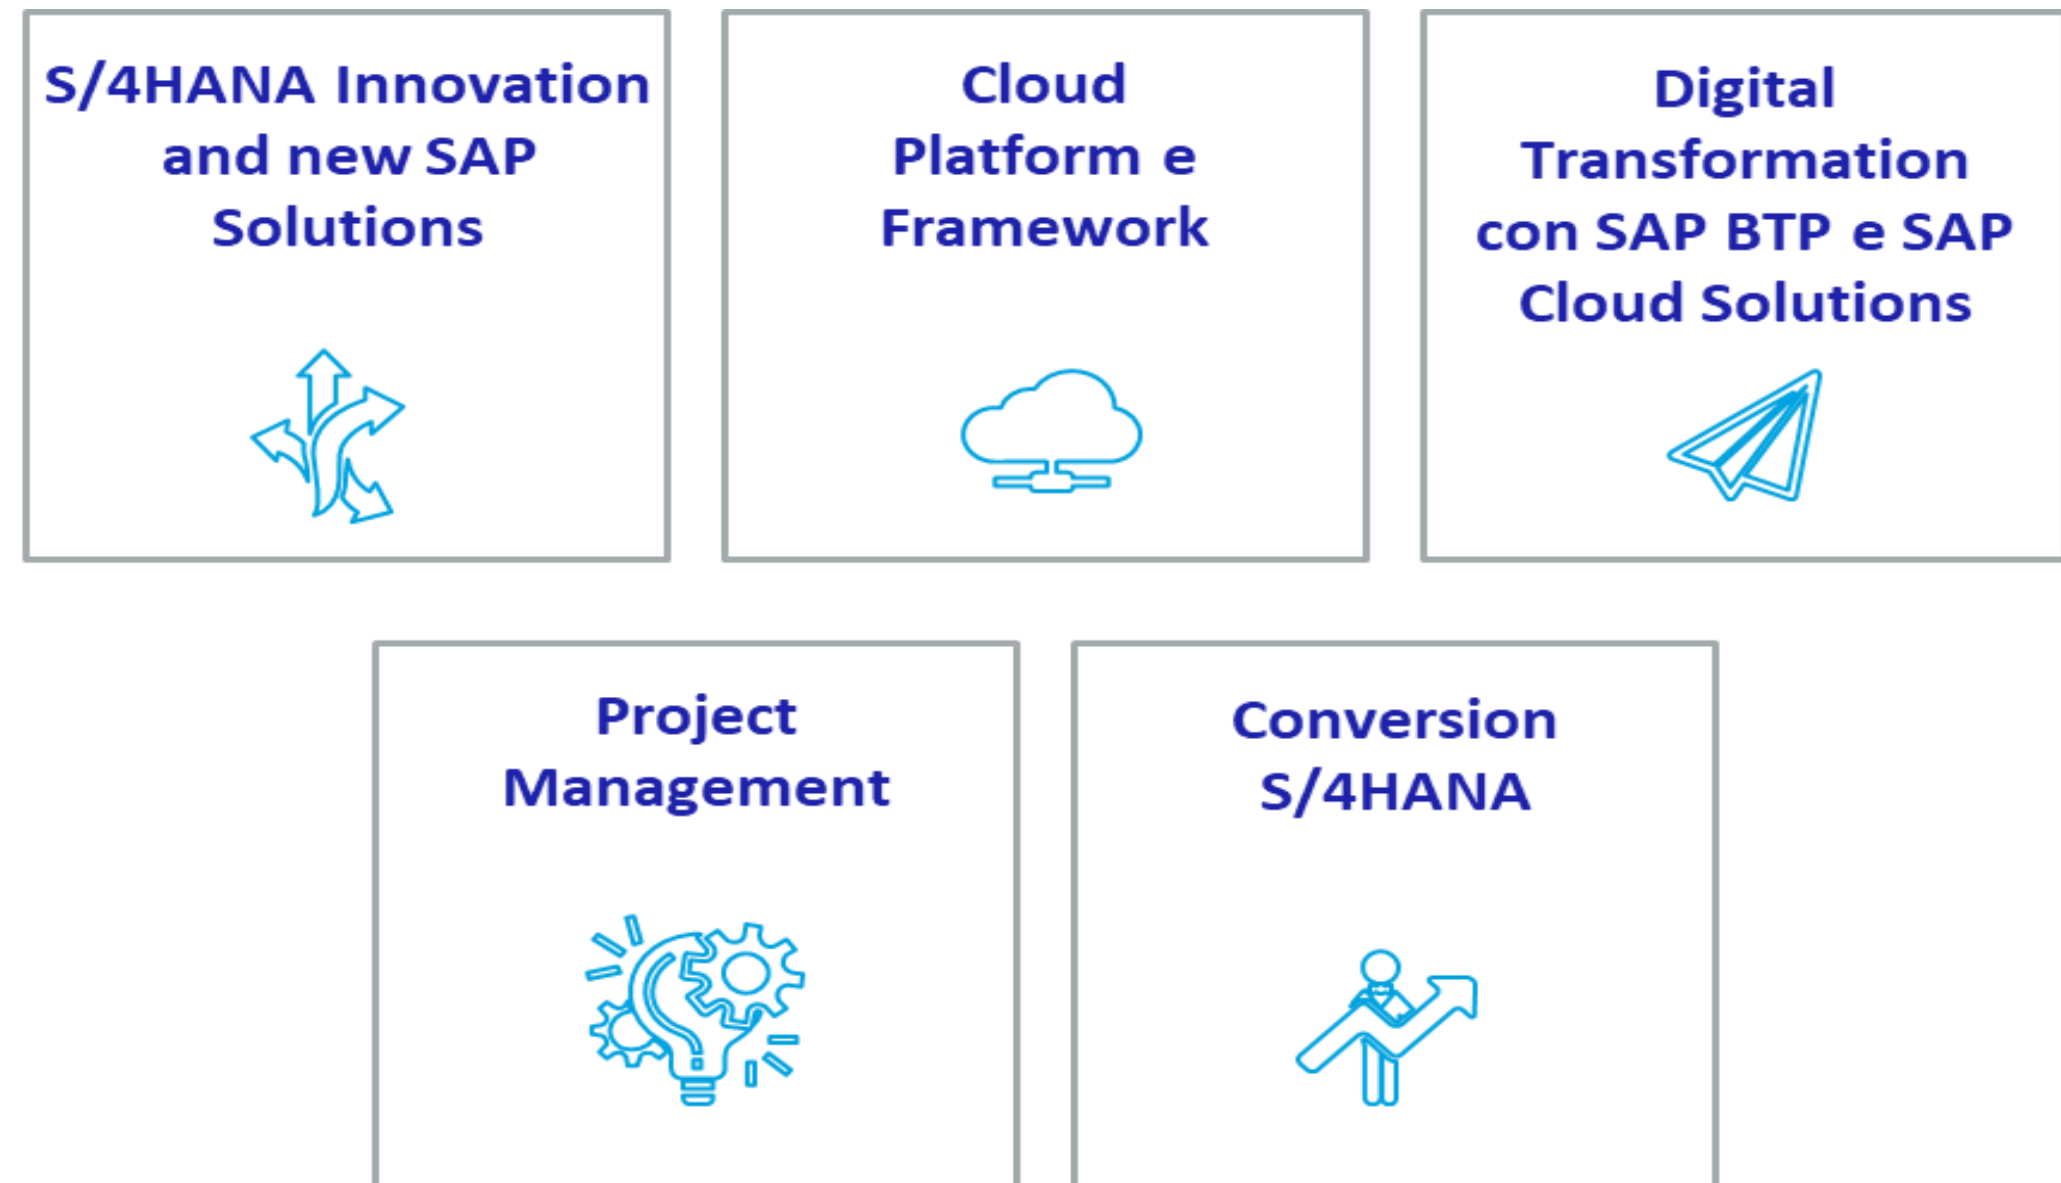 S/4HANA Innovation
and new SAP
Solutions
Cloud
Platform e
Framework
Digital
Transformation
con SAP BTP e SAP
Cloud Solutions
Project
Management
Conversion
S/4HANA